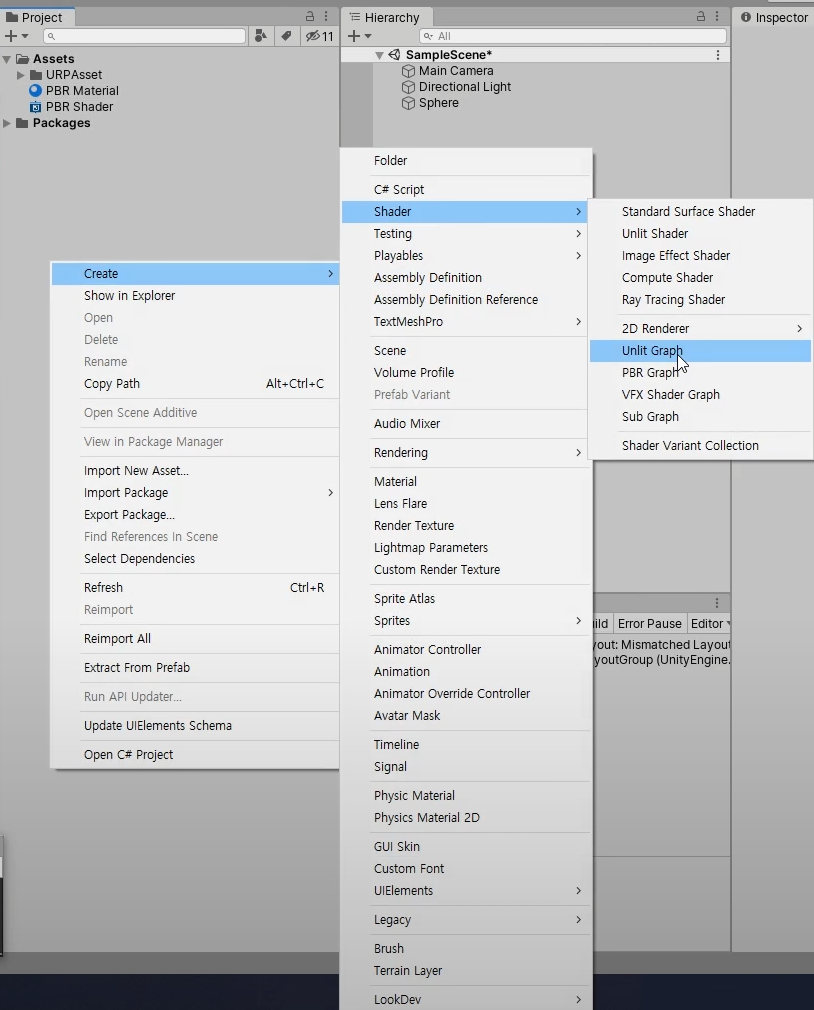 Project
11
Assets
URPAsset
PBR Material
PBR Shader
Packages
Hierarchy
All
SampleScene*
Main Camera
Directional Light
Sphere
Inspector
Create
Show in Explorer
Open
Delete
Rename
Copy Path Alt+Ctrl+C
Open Scene Additive
View in Package Manager
Import New Asset...
Import Package
Export Package...
Find References In Scene
Select Dependencies
Refresh Ctrl+R
Reimport
Reimport All
Extract From Prefab
Run API Updater...
Update UIElements Schema
Open C# Project
Folder
C# Script
Shader
Testing
Playables
Assembly Definition
Assembly Definition Reference
TextMeshPro
Scene
Volume Profile
Prefab Variant
Audio Mixer
Rendering
Material
Lens Flare
Render Texture
Lightmap Parameters
Custom Render Texture
Sprite Atlas
Sprites
Animator Controller
Animation
Animator Override Controller
Avatar Mask
Timeline
Signal
Physic Material
Physics Material 2D
GUI Skin
Custom Font
UIElements
Legacy
Brush
Terrain Layer
LookDev
Standard Surface Shader
Unlit Shader
Image Effect Shader
Compute Shader
Ray Tracing Shader
2D Renderer
Unlit Graph
PBR Graph
VFX Shader Graph
Sub Graph
Shader Variant Collection
Error Pause Editor
yout: Mismatched Layout
youtGroup (UnityEngine.